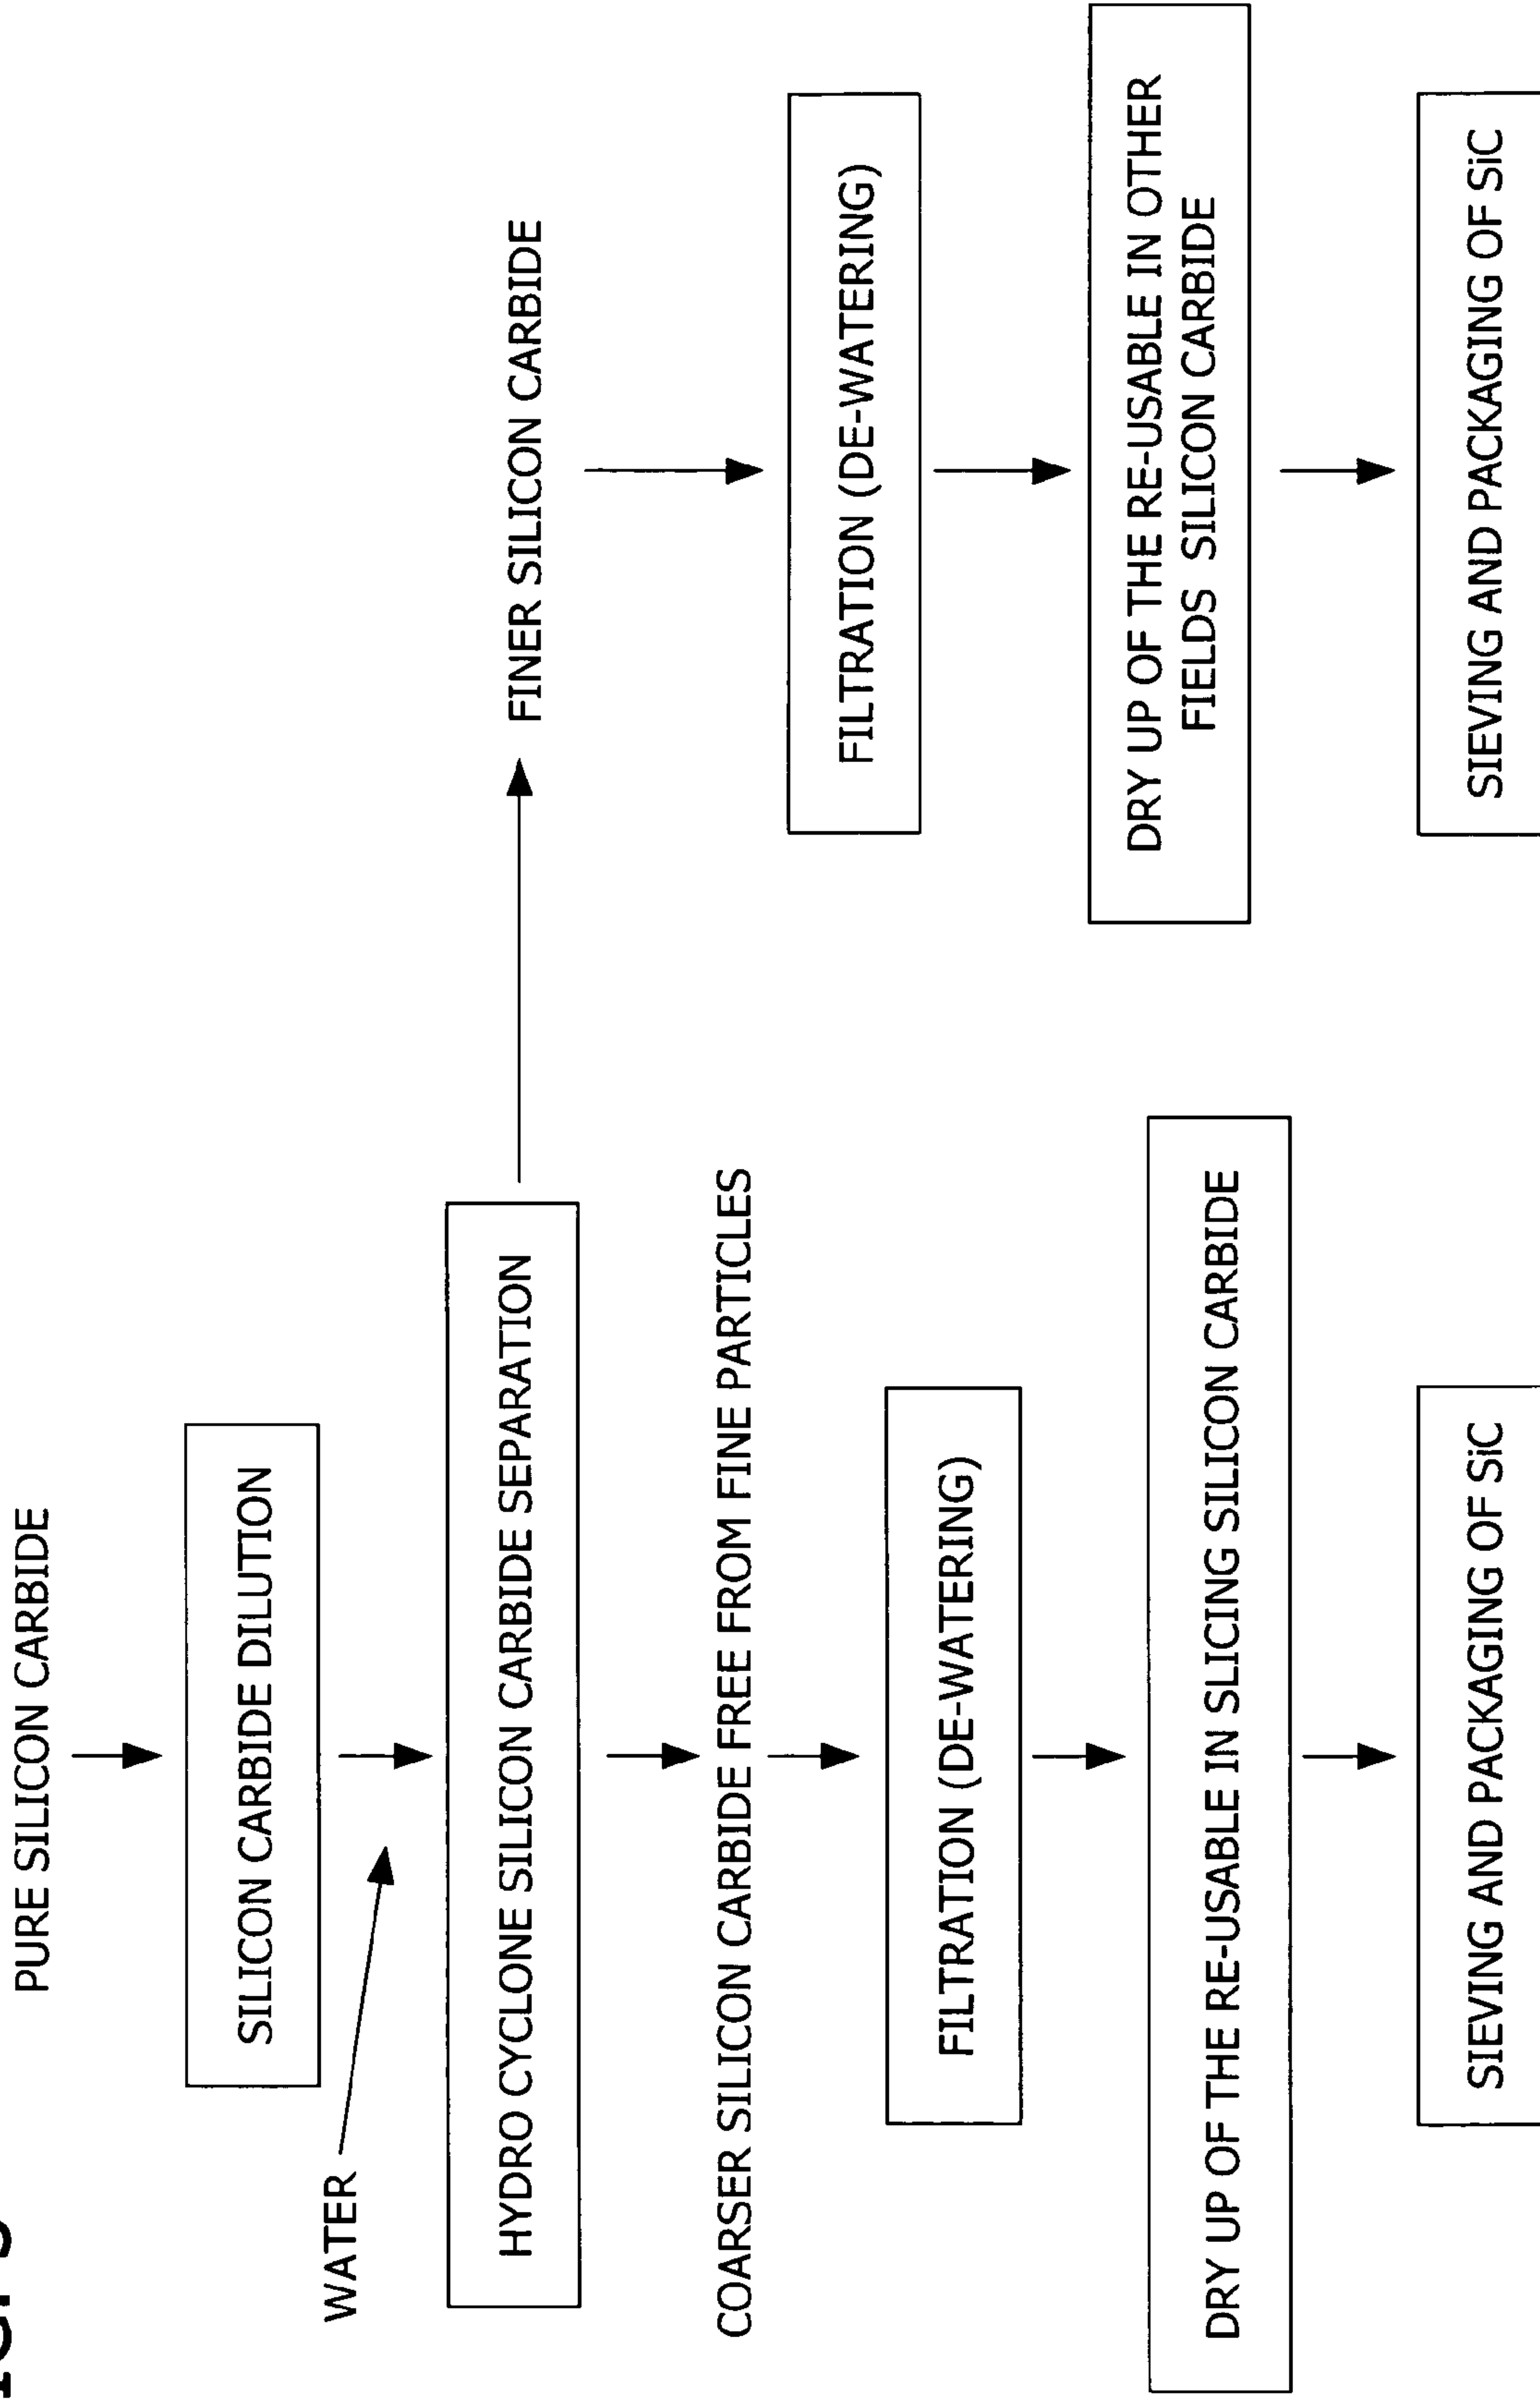 PURE SILICON CARBIDE
SILICON CARBIDE DILUTION
WATER
HYDRO CYCLONE SILICON CARBIDE SEPARATION
FINER SILICON CARBIDE
COARSER SILICON CARBIDE FREE FROM FINE PARTICLES
FILTRATION (DE-WATERING)
DRY UP OF THE RE-USABLE IN SLICING SILICON CARBIDE
SIEVING AND PACKAGING OF SiC
FILTRATION (DE-WATERING)
DRY UP OF THE RE-USABLE IN OTHER
FIELDS SILICON CARBIDE
SIEVING AND PACKAGING OF SiC